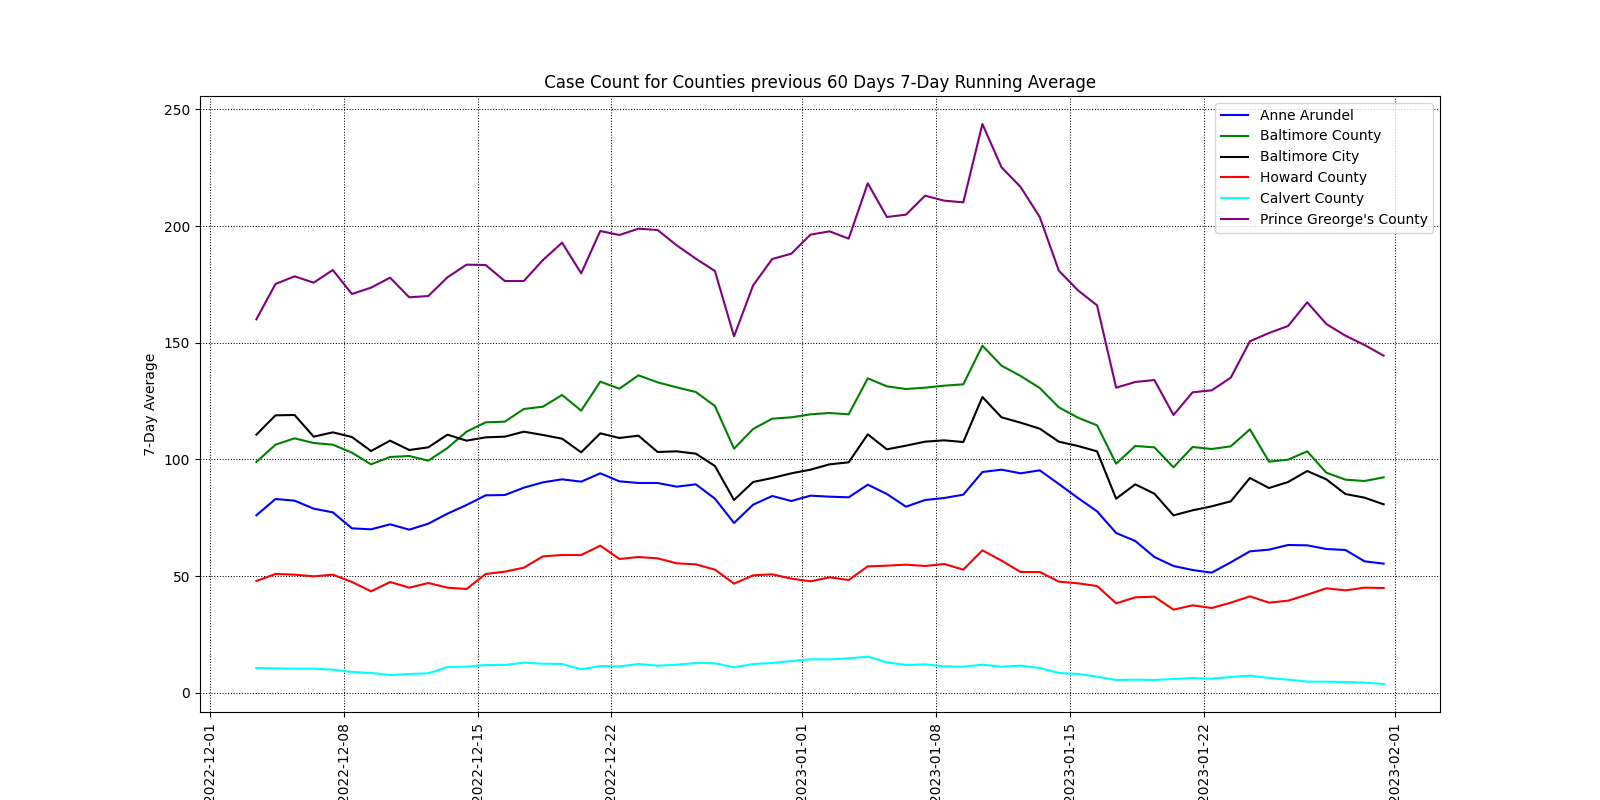 Case Count for Counties previous 60 Days 7-Day Running Average
250
200
150
100
50
0
7-Day Average
Anne Arundel
Baltimore County
Baltimore City
Howard County
Calvert County
Prince Greorge's County
2022-12-01
2022-12-08
2022-12-15
2022-12-22
2023-01-01
2023-01-08
2023-01-15
2023-01-22
2023-02-01